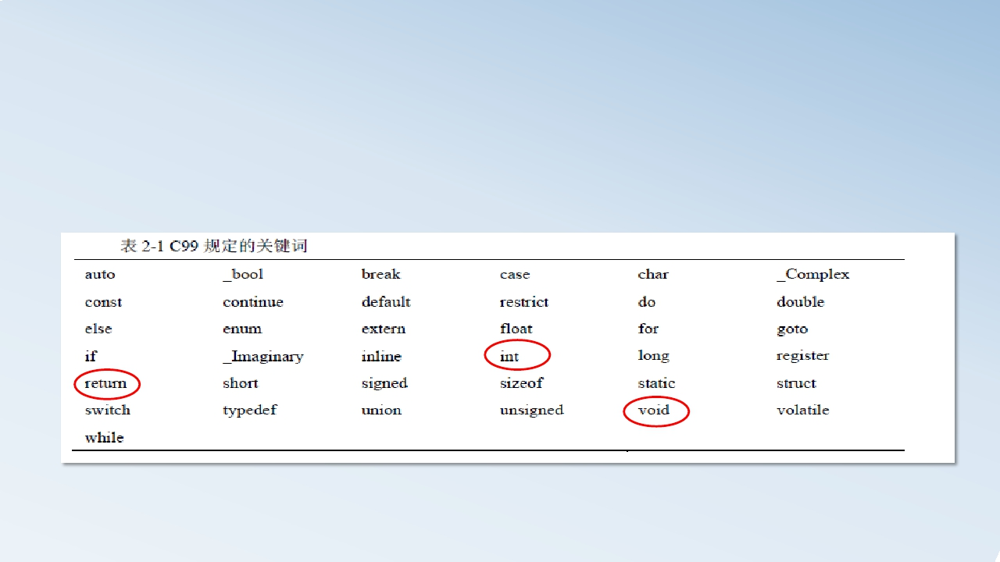 表 2-1 C99 规定的关键词
auto _bool break case char _Complex
const continue default restrict do double
else enum extern float for goto
if _Imaginary inline int long register
return short signed sizeof static struct
switch typedef union unsigned void volatile
while